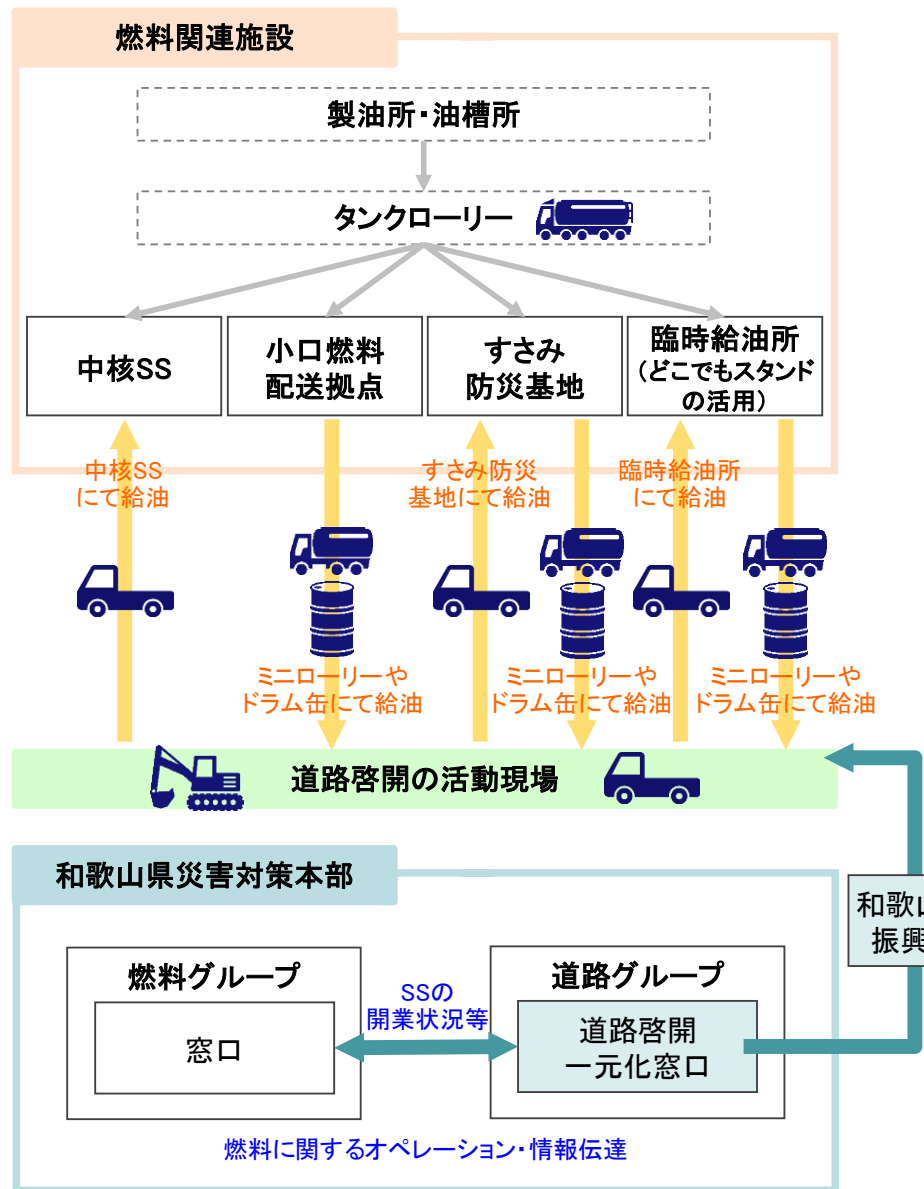 燃料関連施設
製油所・油槽所
タンクローリー
中核SS
小口燃料
配送拠点
すさみ
防災基地
臨時給油所
（どこでもスタンド
の活用）
中核SS
にて給油
すさみ防災
基地にて給油
臨時給油所
にて給油
ミニローリーや
ドラム缶にて給油
ミニローリーや
ドラム缶にて給油
ミニローリーや
ドラム缶にて給油
道路啓開の活動現場
和歌山県災害対策本部
和歌山
振興
燃料グループ
窓口
SSの
開業状況等
道路グループ
道路啓開
一元化窓口
燃料に関するオペレーション・情報伝達